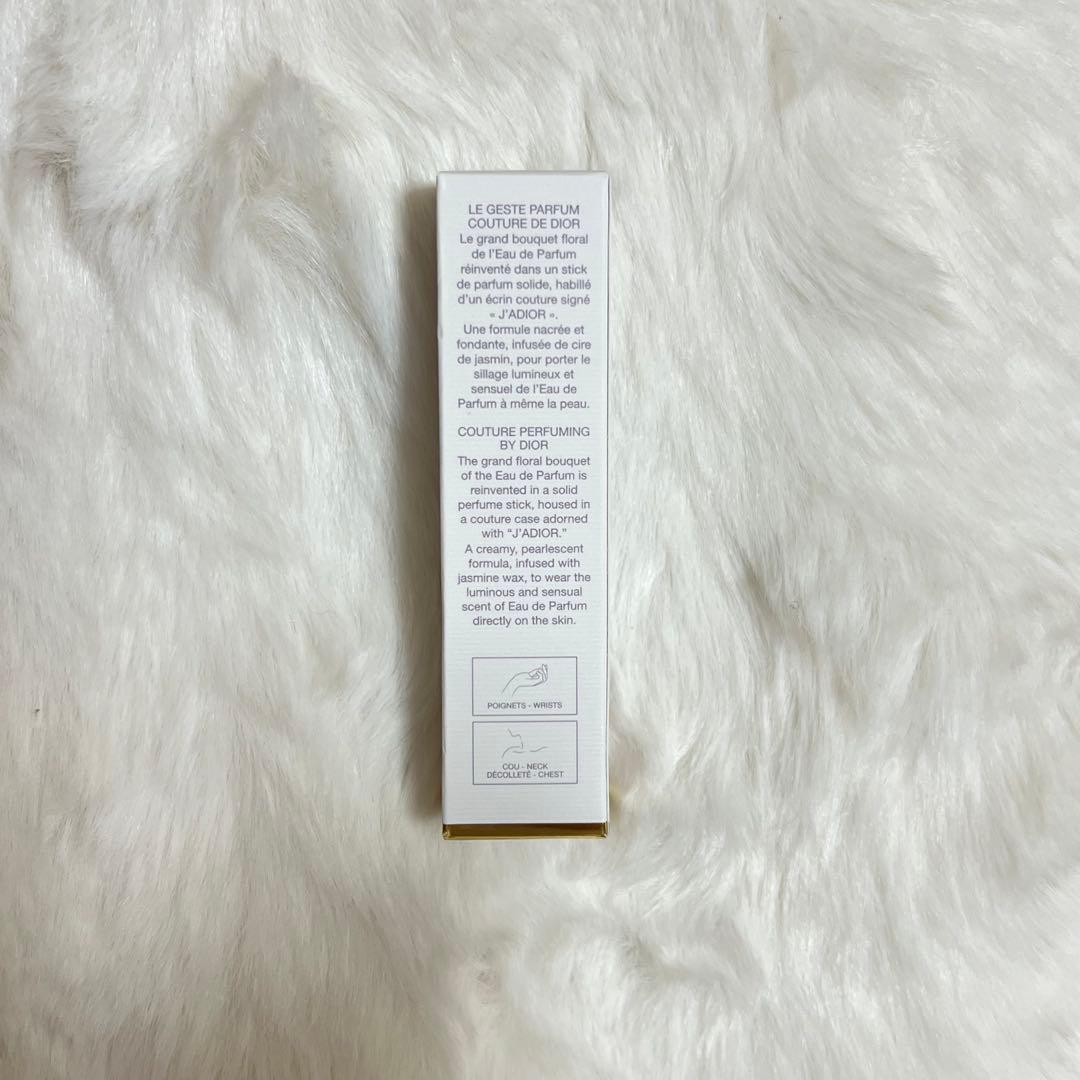 LE GESTE PARFUM
COUTURE DE DIOR
Le grand bouquet floral
de l'Eau de Parfum
réinventé dans un stick
de parfum solide, habillé
d'un écrin couture signé
« J'ADIOR ».
Une formule nacrée et
fondante, infusée de cire
de jasmin, pour porter le
sillage lumineux et
sensuel de l'Eau de
Parfum à même la peau.
COUTURE PERFUMING
BY DIOR
The grand floral bouquet
of the Eau de Parfum is
reinvented in a solid
perfume stick, housed in
a couture case adorned
with “J'ADIOR.”
A creamy, pearlescent
formula, infused with
jasmine wax, to wear the
luminous and sensual
scent of Eau de Parfum
directly on the skin.
POIGNETS - WRISTS
COU - NECK
DÉCOLLETÉ - CHEST